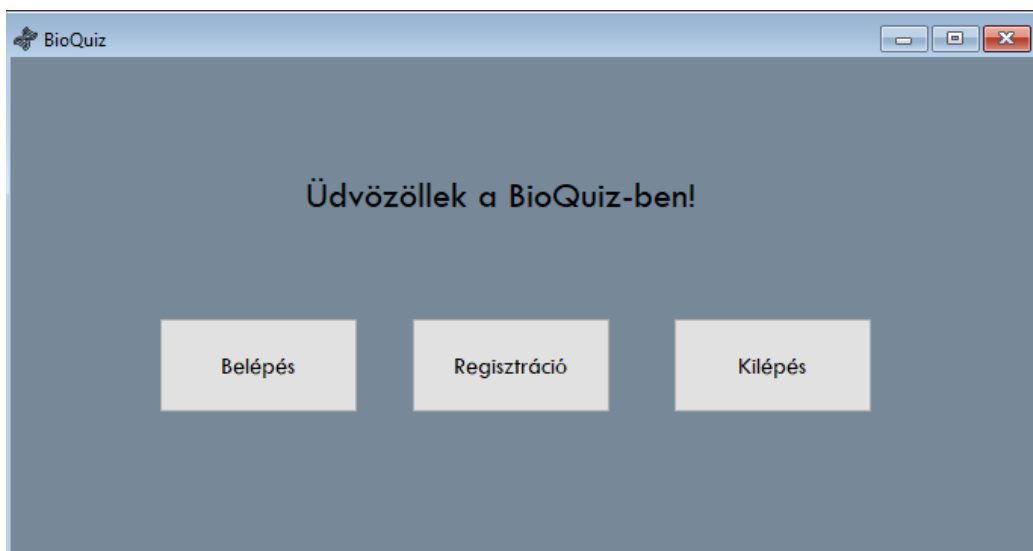 BioQuiz
Üdvözöllek a BioQuiz-ben!
Belépés
Regisztráció
Kilépés